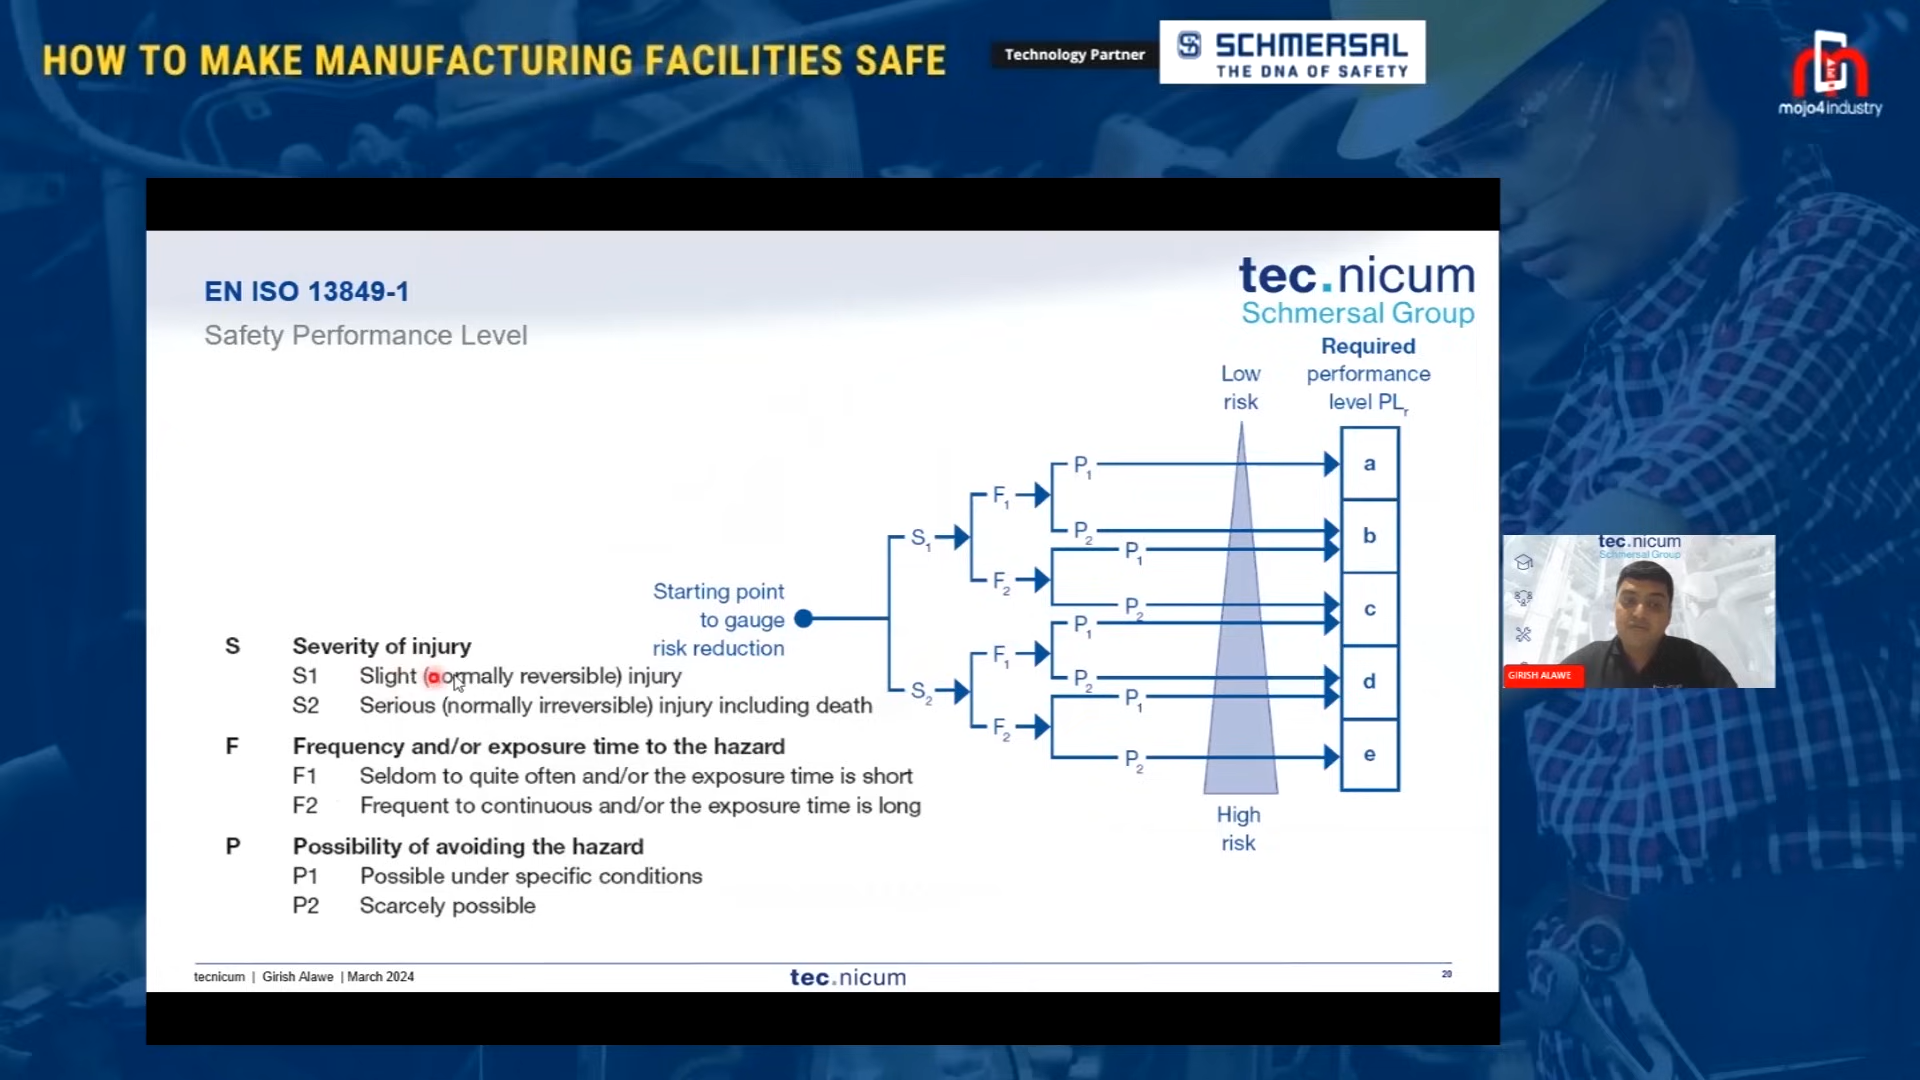 HOW TO MAKE MANUFACTURING FACILITIES SAFE
Technology Partner
SCHMERSAL
THE DNA OF SAFETY
mojo4industry
EN ISO 13849-1
Safety Performance Level
tec.nicum
Schmersal Group
Required
performance
level PLr
Low
risk
Starting point
to gauge
risk reduction
S1
S2
F1
F2
F1
F2
P1
P2
P1
P2
P1
P2
P1
P2
a
b
c
d
e
High
risk
S Severity of injury
S1 Slight (normally reversible) injury
S2 Serious (normally irreversible) injury including death
F Frequency and/or exposure time to the hazard
F1 Seldom to quite often and/or the exposure time is short
F2 Frequent to continuous and/or the exposure time is long
P Possibility of avoiding the hazard
P1 Possible under specific conditions
P2 Scarcely possible
tecnicum | Girish Alawe | March 2024
tec.nicum
20
tec.nicum
Schmersal Group
GIRISH ALAWE